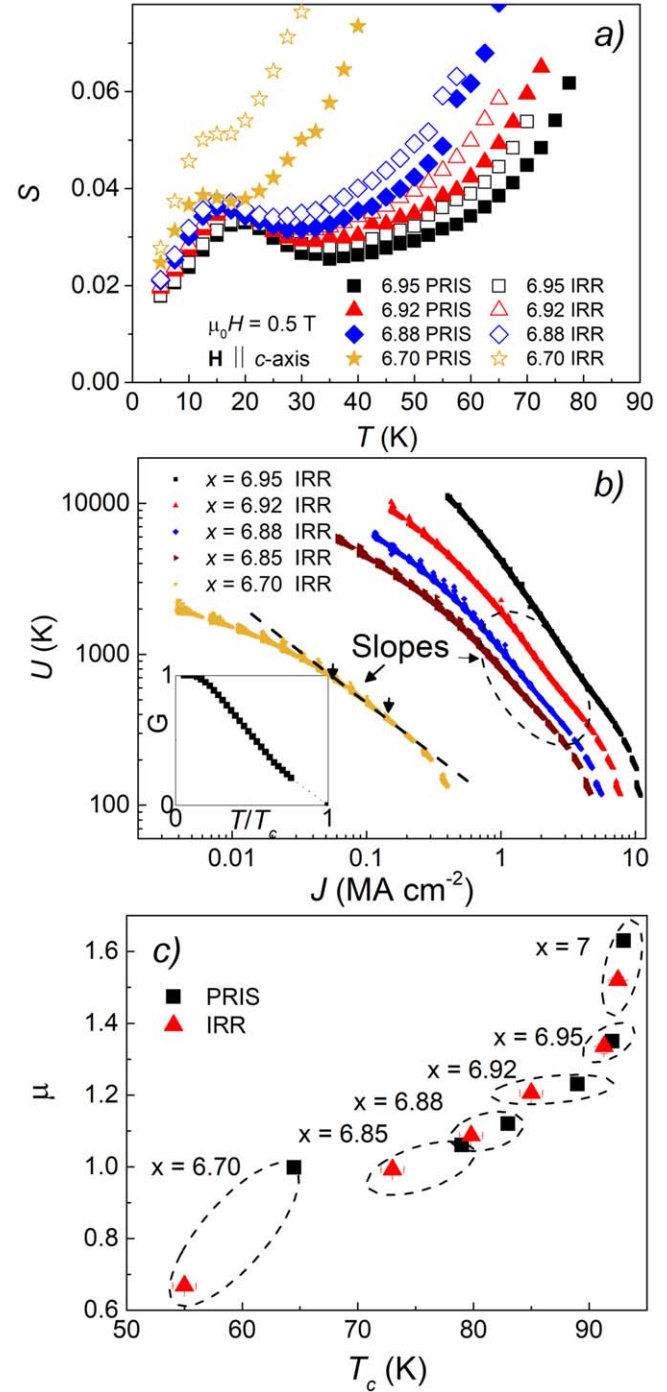 a)
0.06
0.04
0.02
0.00
S
μ₀H = 0.5 T
H || c-axis
6.95 PRIS 6.95 IRR
6.92 PRIS 6.92 IRR
6.88 PRIS 6.88 IRR
6.70 PRIS 6.70 IRR
0 10 20 30 40 50 60 70 80 90
T (K)
b)
x = 6.95 IRR
x = 6.92 IRR
x = 6.88 IRR
x = 6.85 IRR
x = 6.70 IRR
10000
1000
100
U (K)
Slopes
1
G
0
0 T/Tc 1
0.01 0.1 1 10
J (MA cm⁻²)
c)
PRIS
IRR
x = 7
x = 6.95
x = 6.92
x = 6.88
x = 6.85
x = 6.70
1.6
1.4
1.2
1.0
0.8
0.6
μ
50 60 70 80 90
Tc (K)